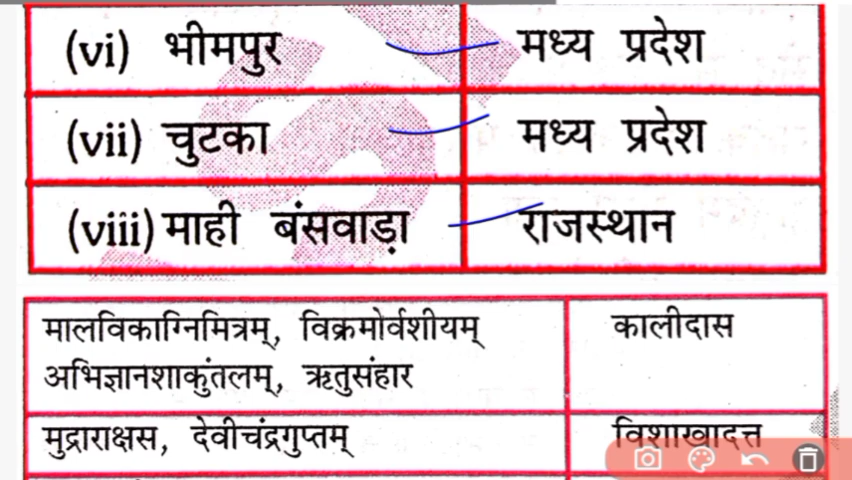 (vi) भीमपुर मध्य प्रदेश
(vii) चुटका मध्य प्रदेश
(viii) माही बंसवाड़ा राजस्थान
मालविकाग्निमित्रम्, विक्रमोर्वशीयम् कालीदास
अभिज्ञानशाकुंतलम्, ऋतुसंहार
मुद्राराक्षस, देवीचंद्रगुप्तम् विशाखादत्त